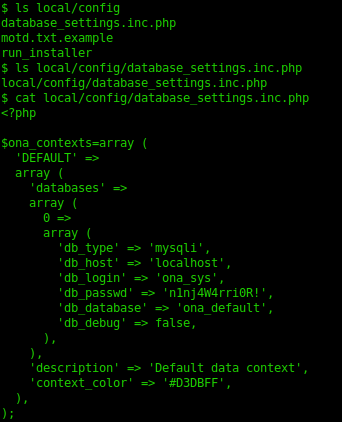 $ ls local/config
database_settings.inc.php
motd.txt.example
run_installer
$ ls local/config/database_settings.inc.php
local/config/database_settings.inc.php
$ cat local/config/database_settings.inc.php
<?php

$ona_contexts=array (
  'DEFAULT' =>
  array (
    'databases' =>
    array (
      0 =>
      array (
        'db_type' => 'mysqli',
        'db_host' => 'localhost',
        'db_login' => 'ona_sys',
        'db_passwd' => 'n1nj4W4rri0R!',
        'db_database' => 'ona_default',
        'db_debug' => false,
      ),
    ),
    'description' => 'Default data context',
    'context_color' => '#D3DBFF',
  ),
);